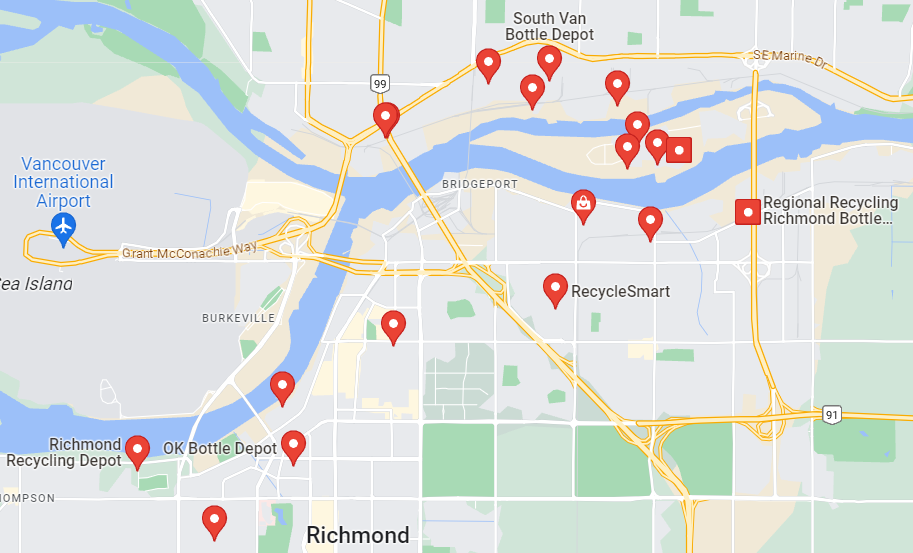 South Van
Bottle Depot
SE Marine Dr
99
Vancouver
International
Airport
BRIDGEPORT
Regional Recycling
Richmond Bottle...
Grant McConachie Way
ea Island
RecycleSmart
BURKEVILLE
91
Richmond
Recycling Depot
OK Bottle Depot
HOMPSON
Richmond